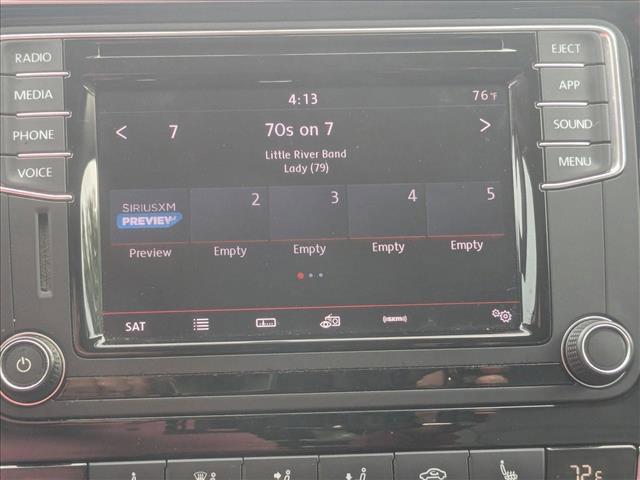 RADIO
EJECT
MEDIA
APP
PHONE
SOUND
VOICE
MENU
4:13
76°F
< 7 70s on 7 >
Little River Band
Lady (79)
SIRIUSXM
PREVIEW
2
3
4
5
Preview
Empty
Empty
Empty
Empty
SAT
SXM
72°F